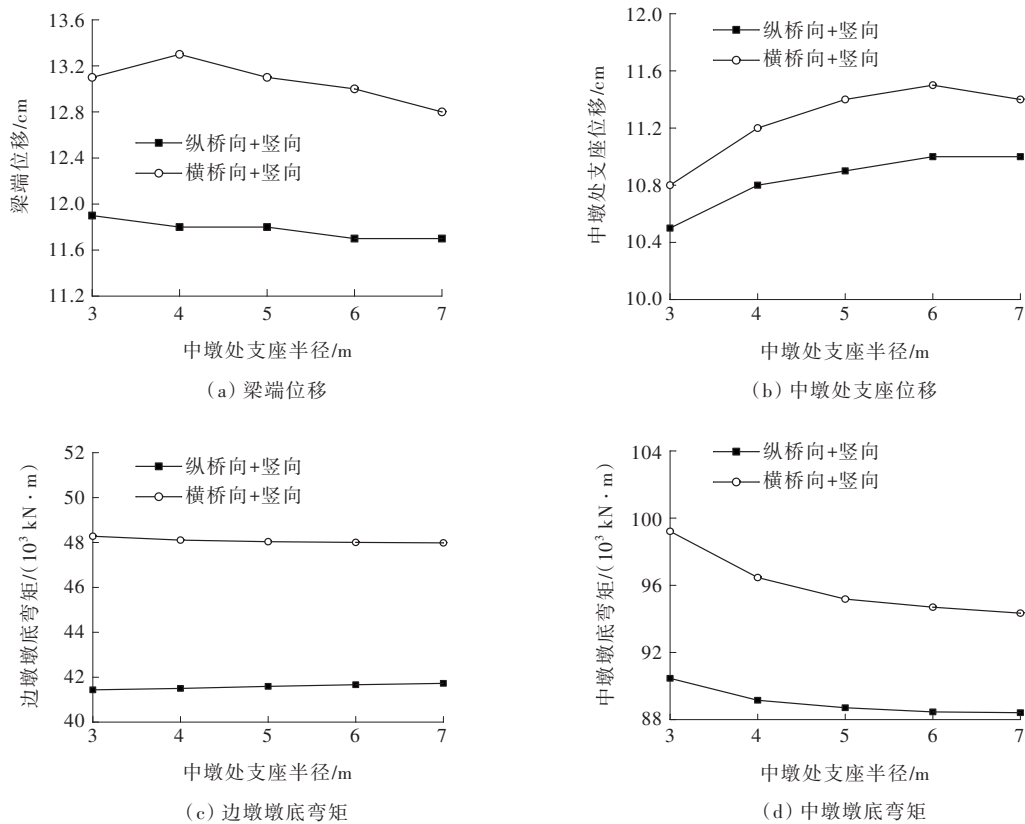 13.6
13.2
12.8
12.4
12.0
11.6
11.2
3 4 5 6 7
梁端位移/cm
纵桥向+竖向
横桥向+竖向
中墩处支座半径/m
(a) 梁端位移
12.0
11.6
11.2
10.8
10.4
10.0
3 4 5 6 7
中墩处支座位移/cm
纵桥向+竖向
横桥向+竖向
中墩处支座半径/m
(b) 中墩处支座位移
52
50
48
46
44
42
40
3 4 5 6 7
边墩墩底弯矩/(10³ kN·m)
纵桥向+竖向
横桥向+竖向
中墩处支座半径/m
(c) 边墩墩底弯矩
104
100
96
92
88
3 4 5 6 7
中墩墩底弯矩/(10³ kN·m)
纵桥向+竖向
横桥向+竖向
中墩处支座半径/m
(d) 中墩墩底弯矩